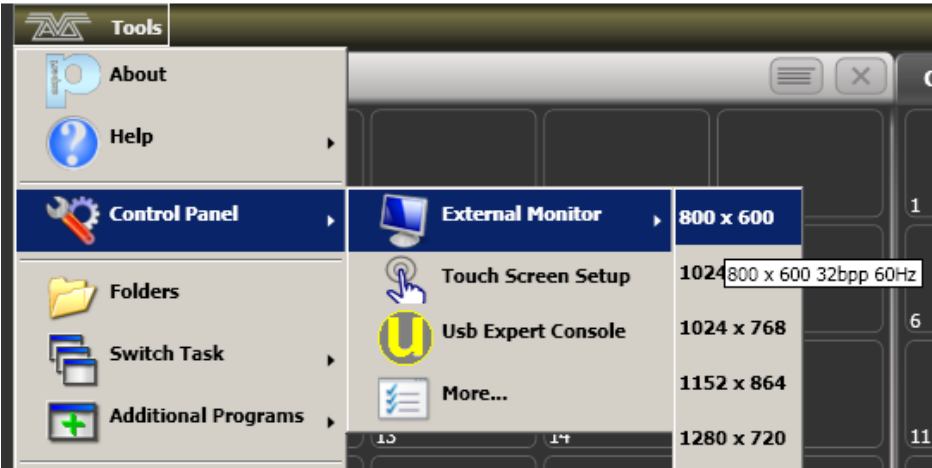 Tools
About
Help
Control Panel
External Monitor
800 x 600
1
Folders
Touch Screen Setup
1024
800 x 600 32bpp 60Hz
Switch Task
Usb Expert Console
1024 x 768
6
Additional Programs
More...
1152 x 864
13
14
1280 x 720
11